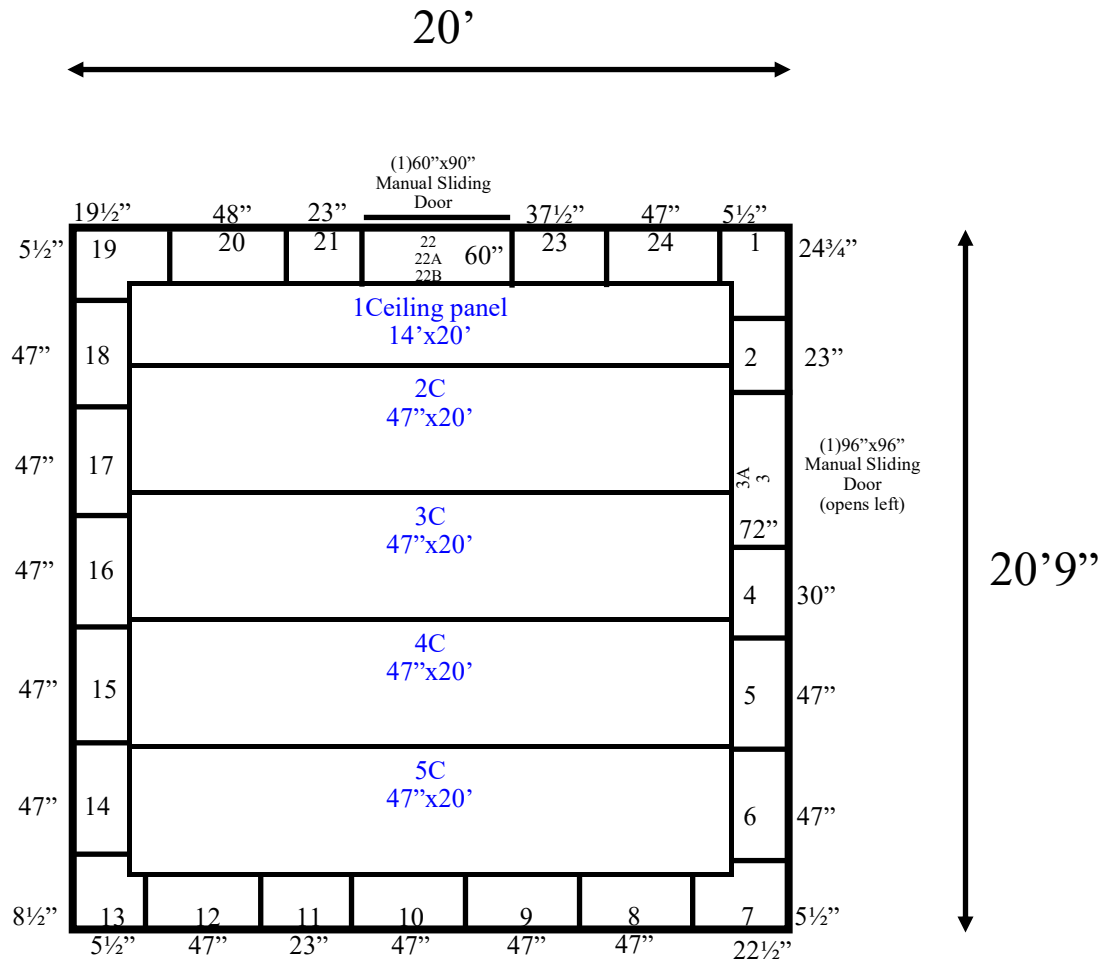 20’
(1)60”x90”
Manual Sliding
Door
19½” 48” 23” 37½” 47” 5½”
5½” 19 20 21 22 60” 23 24 1 24¾”
22A
22B
1Ceiling panel
14’x20’
47” 18 2 23”
2C
47”x20’
(1)96”x96”
Manual Sliding
Door
(opens left)
47” 17 3A 3
3C
47”x20’
72”
47” 16 4 30”
20’9”
4C
47”x20’
47” 15 5 47”
5C
47”x20’
47” 14 6 47”
8½” 13 12 11 10 9 8 7 5½”
5½” 47” 23” 47” 47” 47” 22½”